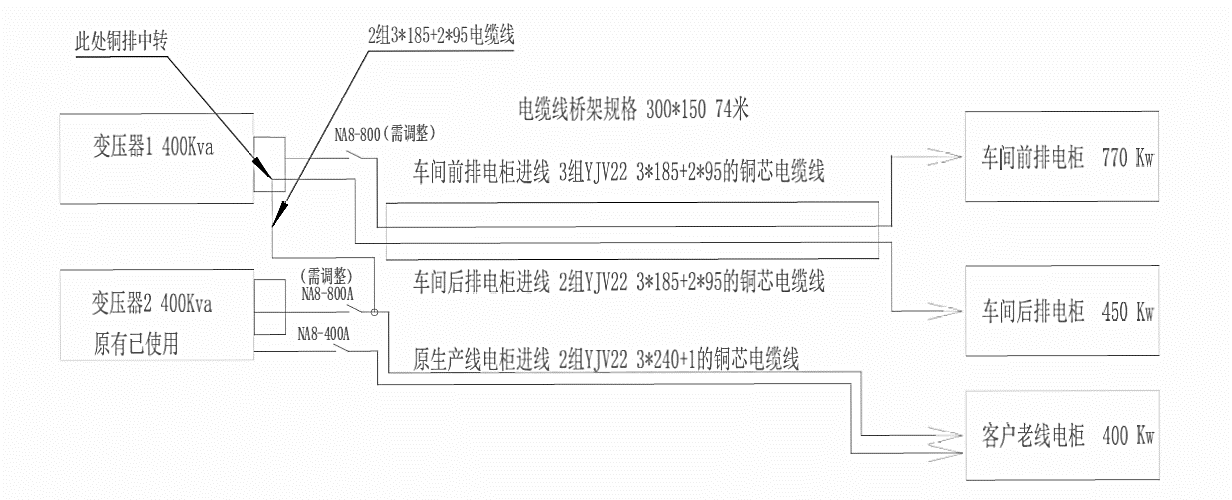 此处铜排中转
2组3*185+2*95电缆线
电缆线桥架规格 300*150 74米
变压器1 400Kva
NA8-800(需调整)
车间前排电柜进线 3组YJV22 3*185+2*95的铜芯电缆线
车间前排电柜 770 Kw
变压器2 400Kva
原有已使用
(需调整)
NA8-800A
NA8-400A
车间后排电柜进线 2组YJV22 3*185+2*95的铜芯电缆线
车间后排电柜 450 Kw
原生产线电柜进线 2组YJV22 3*240+1的铜芯电缆线
客户老线电柜 400 Kw